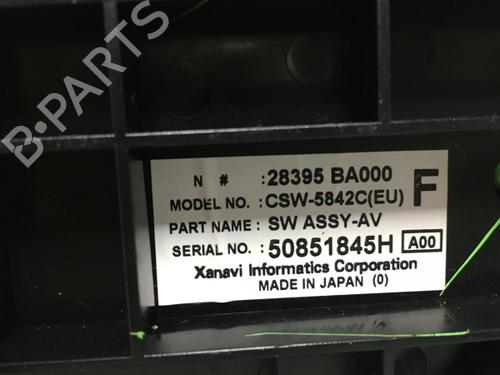 B-PARTS
N # : 28395 BA000
MODEL NO. : CSW-5842C(EU) F
PART NAME : SW ASSY-AV
SERIAL NO. : 50851845H A00
Xanavi Informatics Corporation
MADE IN JAPAN (0)